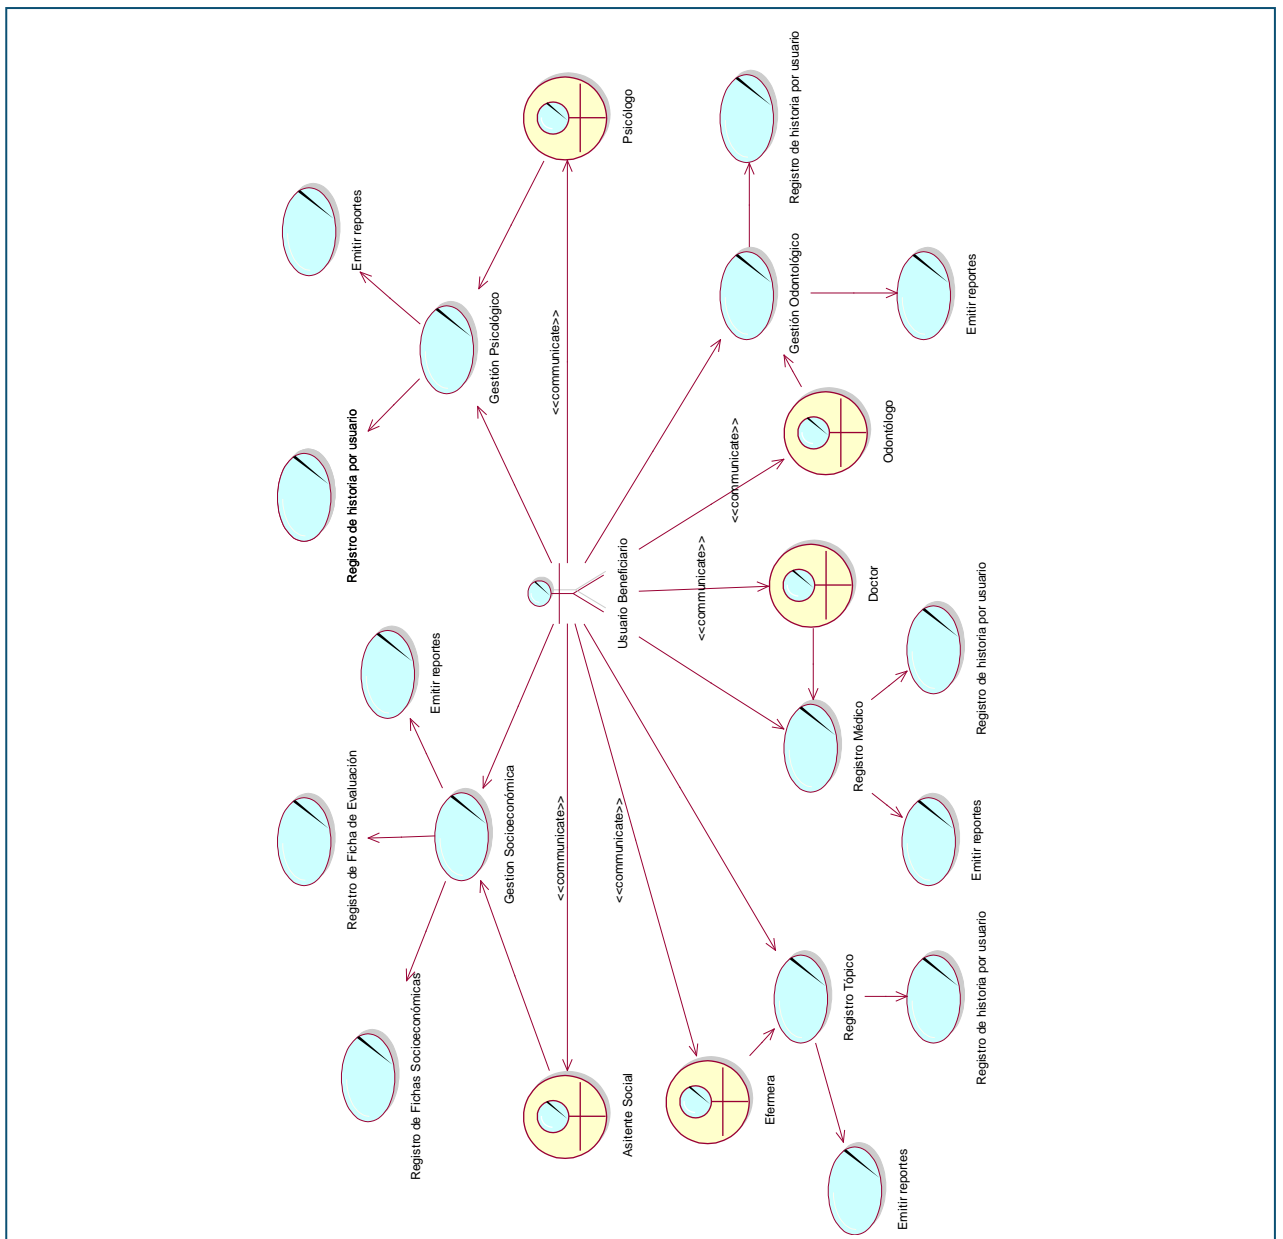 Registro de Fichas Socioeconómicas
Registro de Ficha de Evaluación
Emitir reportes
Gestion Socioeconómica
Registro de historia por usuario
Emitir reportes
Gestión Psicológico
Asitente Social
<<communicate>>
Usuario Beneficiario
<<communicate>>
Psicólogo
<<communicate>>
<<communicate>>
<<communicate>>
Efermera
Registro Tópico
Emitir reportes
Registro de historia por usuario
Doctor
Registro Médico
Emitir reportes
Registro de historia por usuario
Odontólogo
Gestión Odontológico
Registro de historia por usuario
Emitir reportes